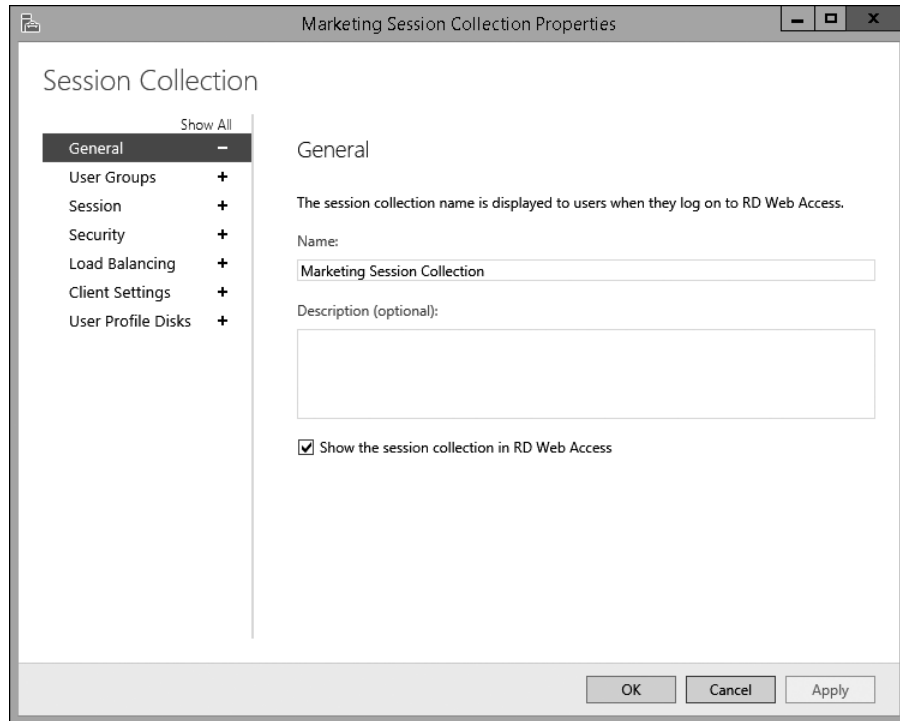 Marketing Session Collection Properties
Session Collection
Show All
General
User Groups
Session
Security
Load Balancing
Client Settings
User Profile Disks
General
The session collection name is displayed to users when they log on to RD Web Access.
Name:
Marketing Session Collection
Description (optional):
Show the session collection in RD Web Access
OK
Cancel
Apply